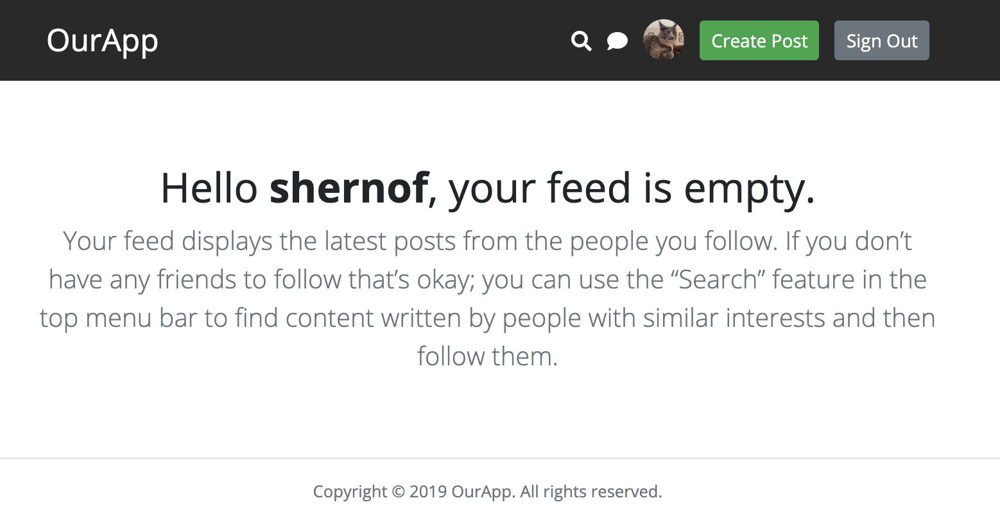 OurApp
Create Post
Sign Out
Hello shernof, your feed is empty.
Your feed displays the latest posts from the people you follow. If you don’t
have any friends to follow that’s okay; you can use the “Search” feature in the
top menu bar to find content written by people with similar interests and then
follow them.
Copyright © 2019 OurApp. All rights reserved.